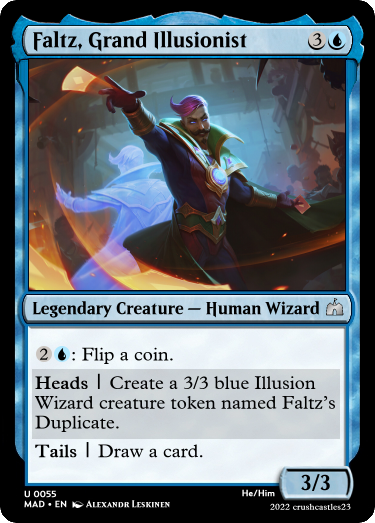 Faltz, Grand Illusionist 3
Legendary Creature — Human Wizard
2 : Flip a coin.
Heads | Create a 3/3 blue Illusion
Wizard creature token named Faltz's
Duplicate.
Tails | Draw a card.
3/3
U 0055
He/Him
MAD • EN Alexandr Leskinen
2022 crushcastles23